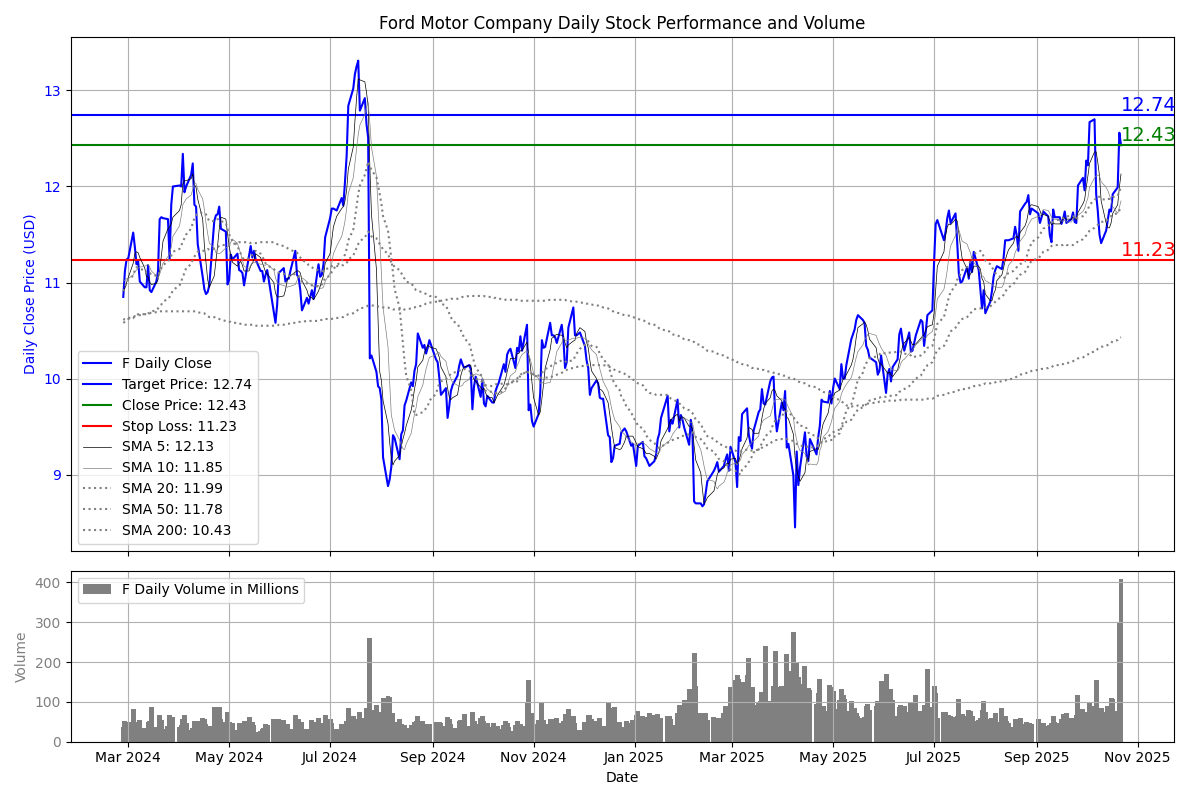 Ford Motor Company Daily Stock Performance and Volume
Daily Close Price (USD)
13
12
11
10
9
12.74
12.43
11.23
F Daily Close
Target Price: 12.74
Close Price: 12.43
Stop Loss: 11.23
SMA 5: 12.13
SMA 10: 11.85
SMA 20: 11.99
SMA 50: 11.78
SMA 200: 10.43
Volume
400
300
200
100
0
F Daily Volume in Millions
Mar 2024 May 2024 Jul 2024 Sep 2024 Nov 2024 Jan 2025 Mar 2025 May 2025 Jul 2025 Sep 2025 Nov 2025
Date